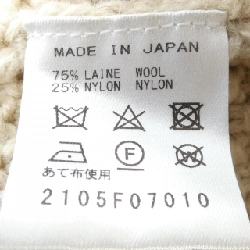 MADE IN JAPAN
75% LAINE WOOL
25% NYLON NYLON
F
あて布使用
2105F07010